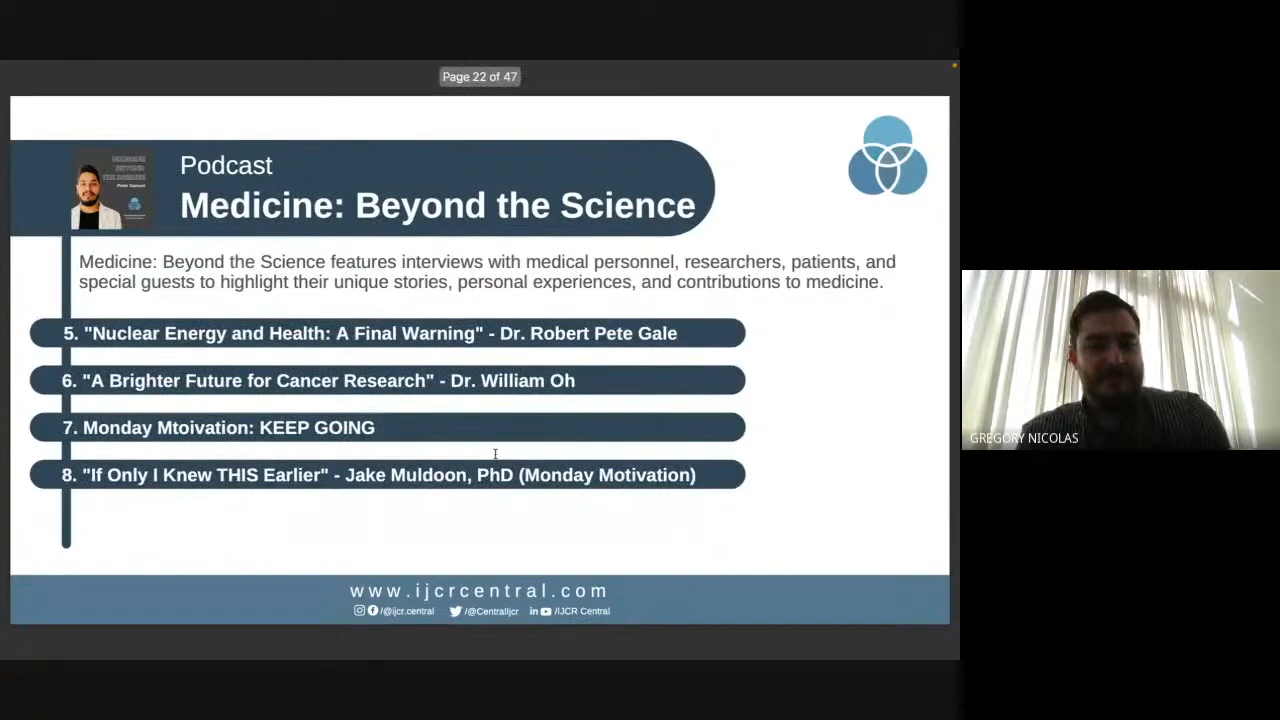 Page 22 of 47
Podcast
Medicine: Beyond the Science
Medicine: Beyond the Science features interviews with medical personnel, researchers, patients, and
special guests to highlight their unique stories, personal experiences, and contributions to medicine.
5. "Nuclear Energy and Health: A Final Warning" - Dr. Robert Pete Gale
6. "A Brighter Future for Cancer Research" - Dr. William Oh
7. Monday Mtoivation: KEEP GOING
8. "If Only I Knew THIS Earlier" - Jake Muldoon, PhD (Monday Motivation)
www.ijcrcentral.com
/@ijcr.central /@CentralIjcr /IJCR Central
GREGORY NICOLAS